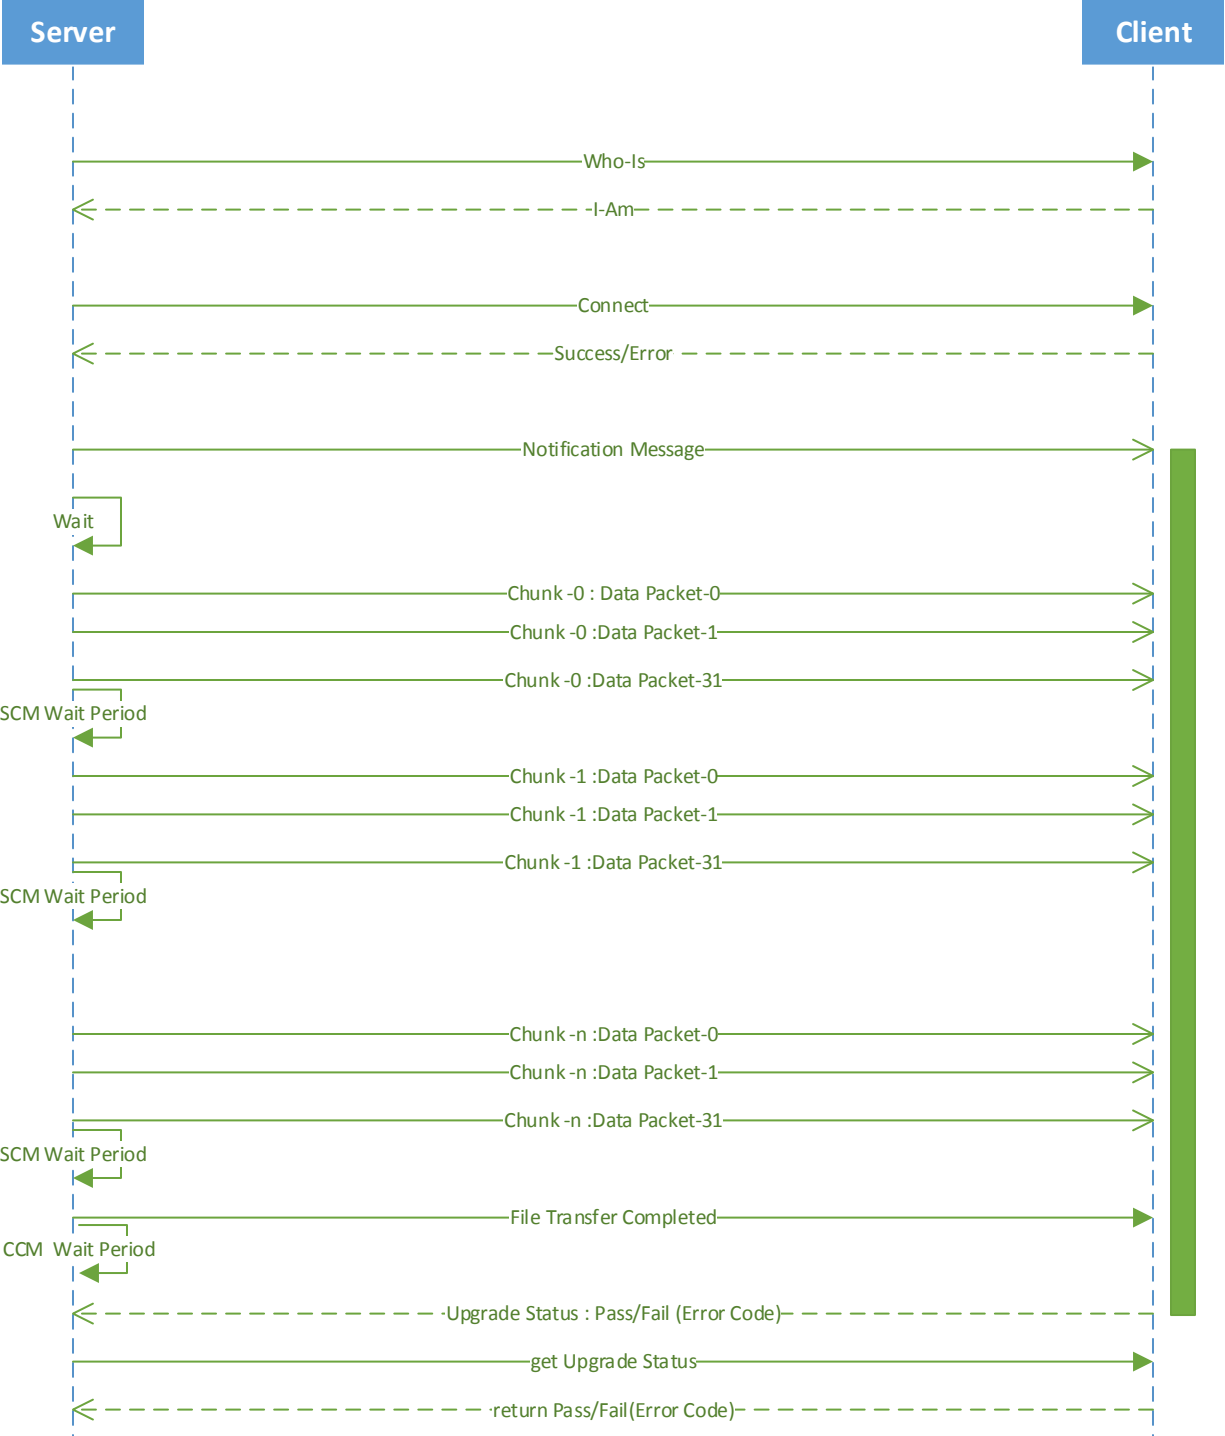 Server
Client
Who-Is
I-Am
Connect
Success/Error
Notification Message
Wait
Chunk -0 : Data Packet-0
Chunk -0 :Data Packet-1
Chunk -0 :Data Packet-31
SCM Wait Period
Chunk -1 :Data Packet-0
Chunk -1 :Data Packet-1
Chunk -1 :Data Packet-31
SCM Wait Period
Chunk -n :Data Packet-0
Chunk -n :Data Packet-1
Chunk -n :Data Packet-31
SCM Wait Period
File Transfer Completed
CCM Wait Period
Upgrade Status : Pass/Fail (Error Code)
get Upgrade Status
return Pass/Fail(Error Code)